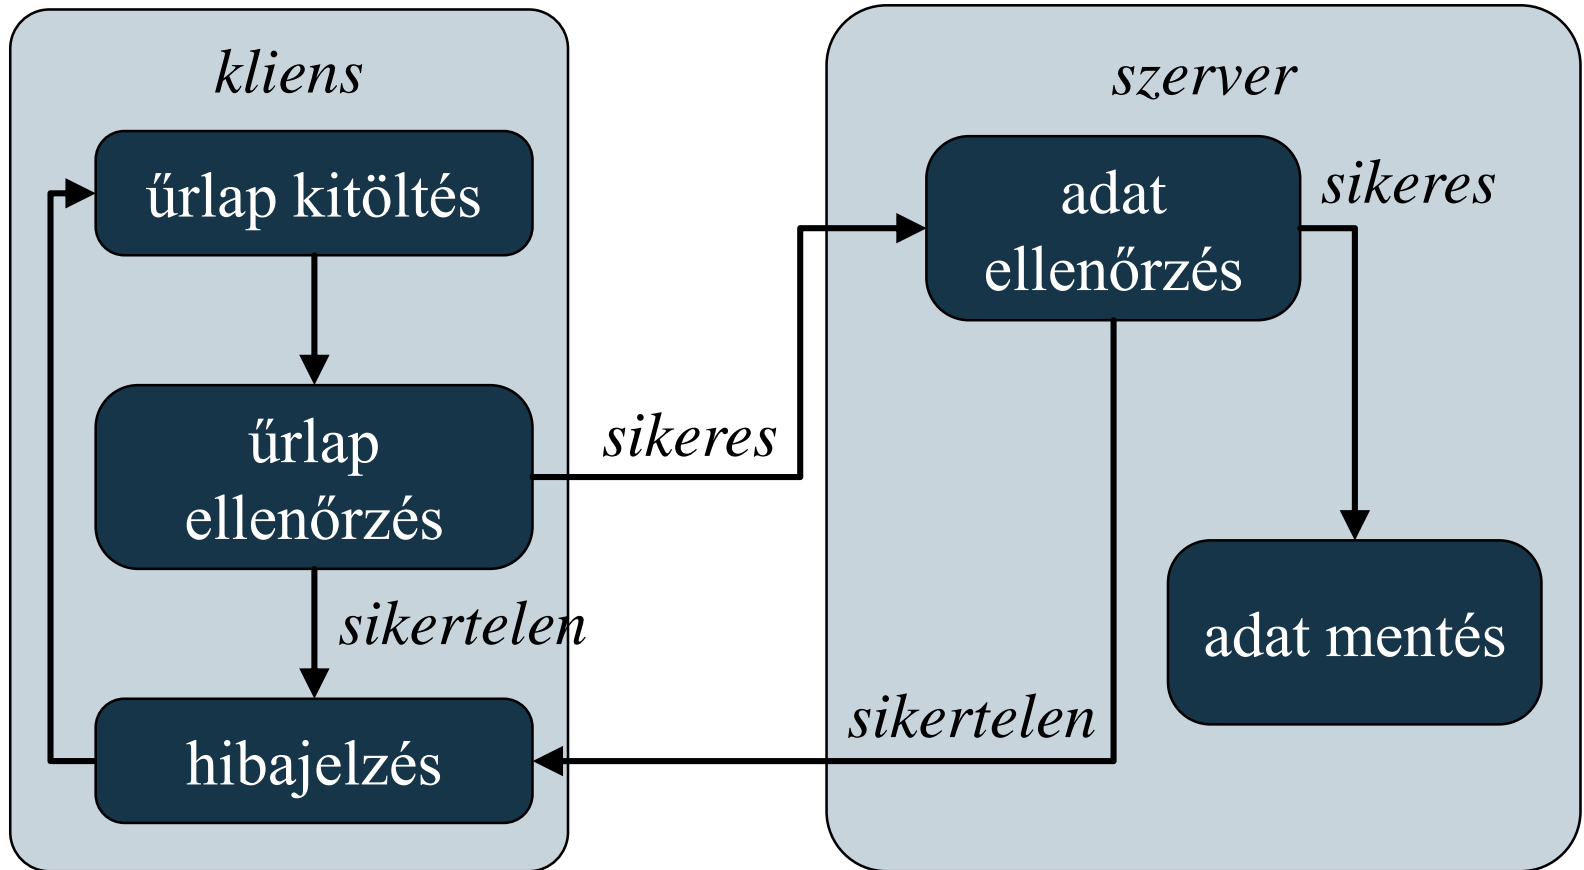 kliens
űrlap kitöltés
űrlap
ellenőrzés
sikertelen
hibajelzés
sikeres
szerver
adat
ellenőrzés
sikeres
adat mentés
sikertelen